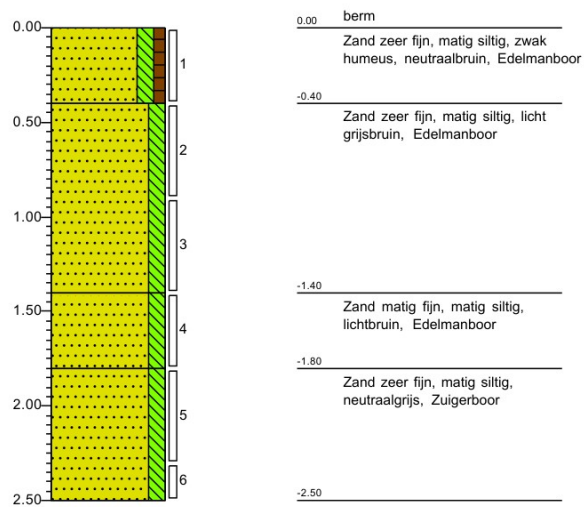 0.00
0.50
1.00
1.50
2.00
2.50
1
2
3
4
5
6
berm
0.00
Zand zeer fijn, matig siltig, zwak
humeus, neutraalbruin, Edelmanboor
-0.40
Zand zeer fijn, matig siltig, licht
grijsbruin, Edelmanboor
-1.40
Zand matig fijn, matig siltig,
lichtbruin, Edelmanboor
-1.80
Zand zeer fijn, matig siltig,
neutraalgrijs, Zuigerboor
-2.50